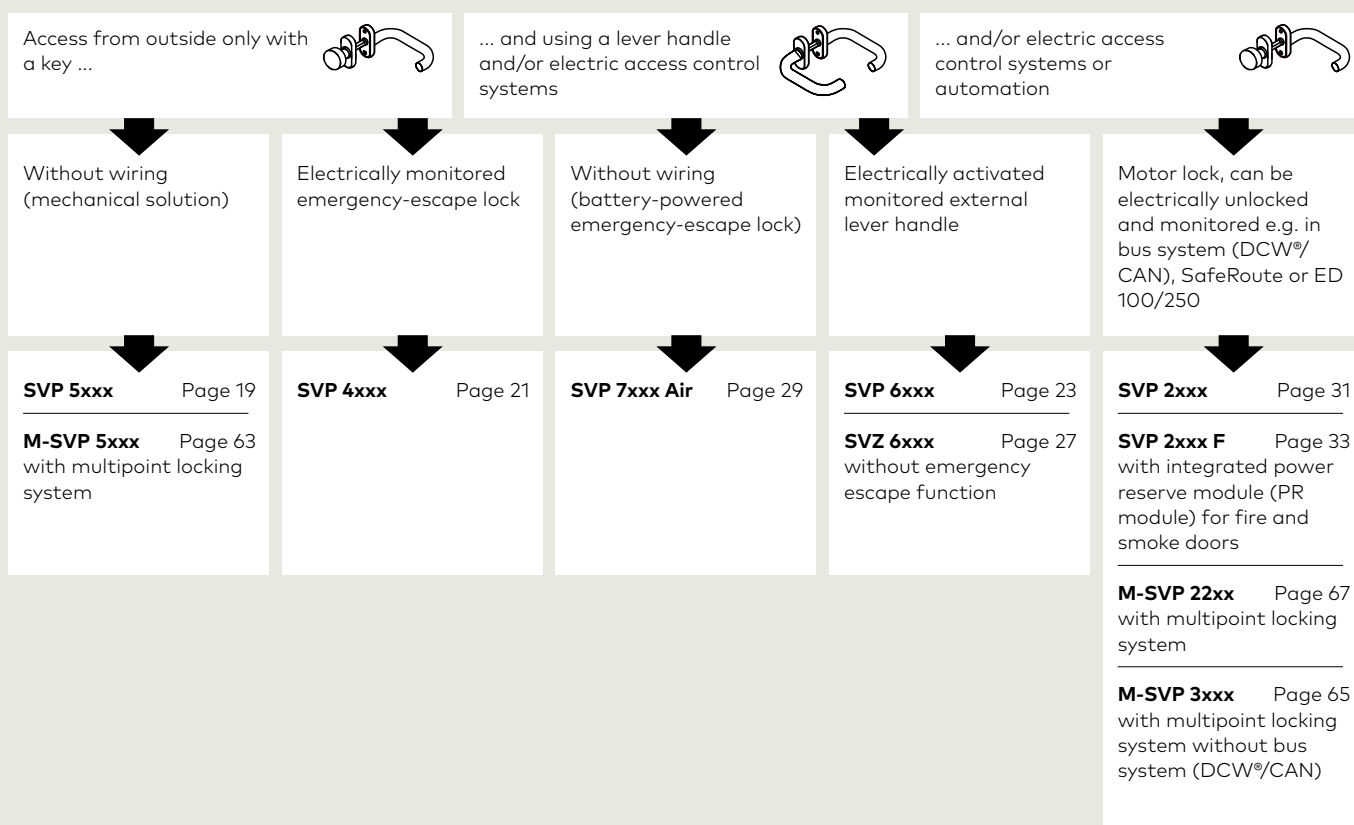 Access from outside only with
a key ...
... and using a lever handle
and/or electric access control
systems
... and/or electric access
control systems or
automation
Without wiring
(mechanical solution)
Electrically monitored
emergency-escape lock
Without wiring
(battery-powered
emergency-escape lock)
Electrically activated
monitored external
lever handle
Motor lock, can be
electrically unlocked
and monitored e.g. in
bus system (DCW®/
CAN), SafeRoute or ED
100/250
SVP 5xxx Page 19
M-SVP 5xxx Page 63
with multipoint locking
system
SVP 4xxx Page 21
SVP 7xxx Air Page 29
SVP 6xxx Page 23
SVZ 6xxx Page 27
without emergency
escape function
SVP 2xxx Page 31
SVP 2xxx F Page 33
with integrated power
reserve module (PR
module) for fire and
smoke doors
M-SVP 22xx Page 67
with multipoint locking
system
M-SVP 3xxx Page 65
with multipoint locking
system without bus
system (DCW®/CAN)